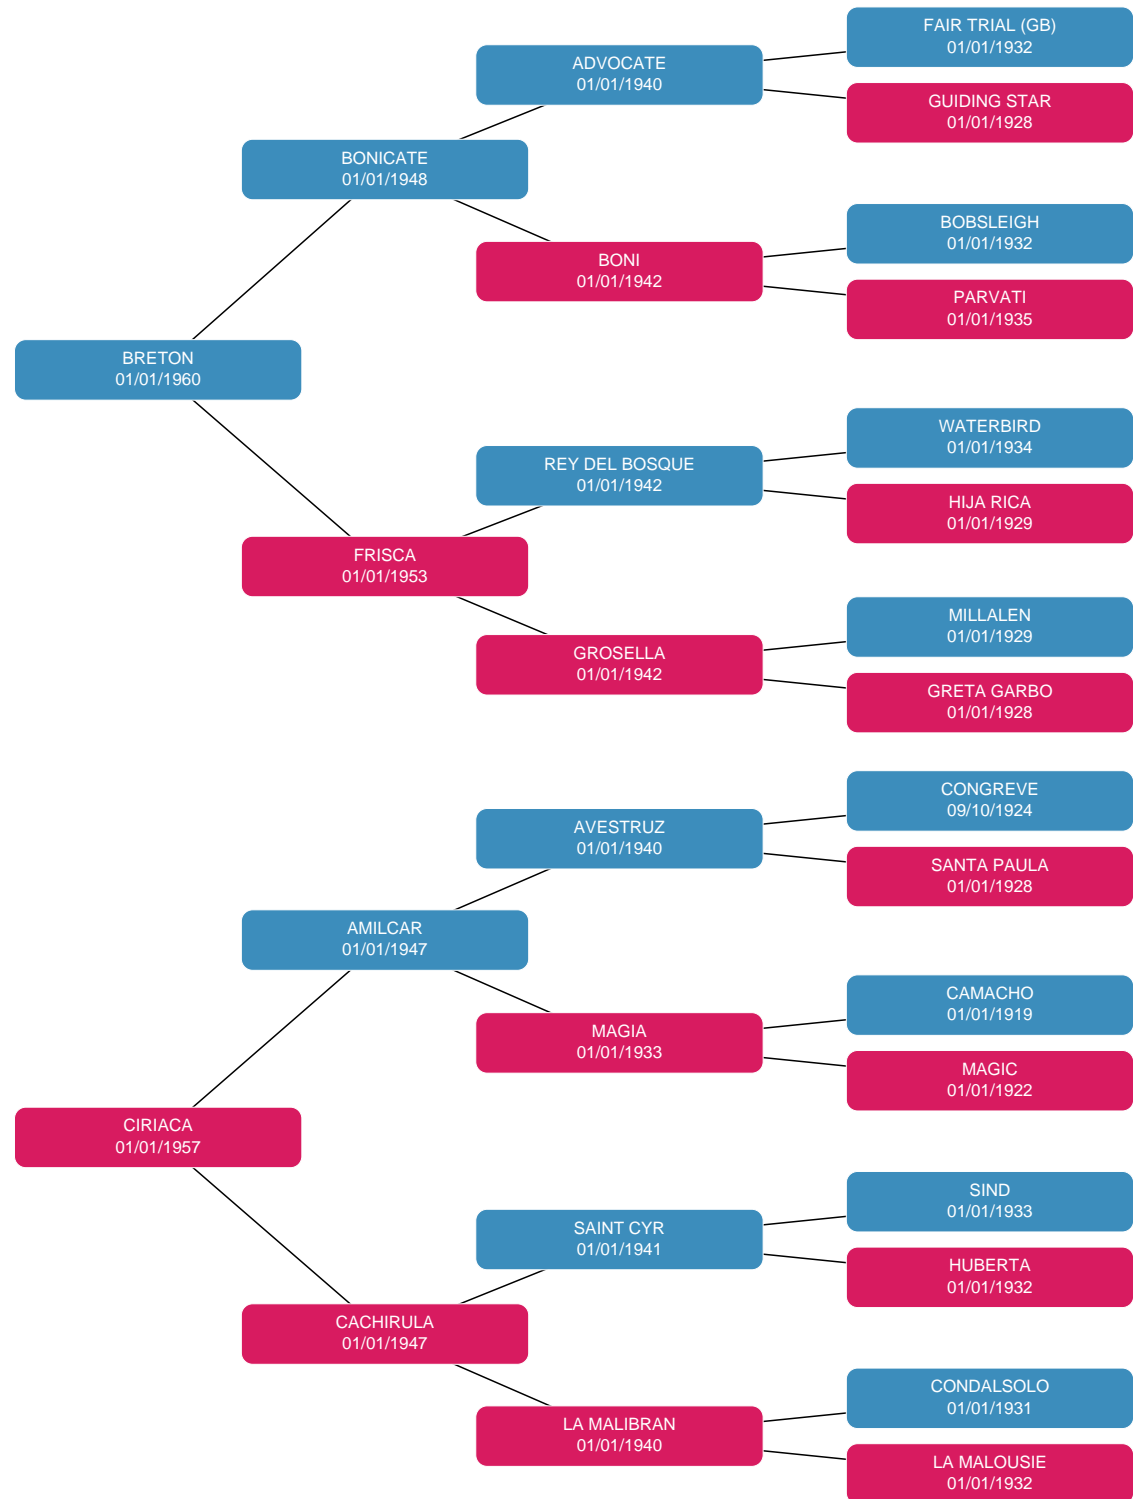 FAIR TRIAL (GB)
01/01/1932
ADVOCATE
01/01/1940
GUIDING STAR
01/01/1928
BONICATE
01/01/1948
BOBSLEIGH
01/01/1932
BONI
01/01/1942
PARVATI
01/01/1935
BRETON
01/01/1960
WATERBIRD
01/01/1934
REY DEL BOSQUE
01/01/1942
HIJA RICA
01/01/1929
FRISCA
01/01/1953
MILLALEN
01/01/1929
GROSELLA
01/01/1942
GRETA GARBO
01/01/1928
CONGREVE
09/10/1924
AVESTRUZ
01/01/1940
SANTA PAULA
01/01/1928
AMILCAR
01/01/1947
CAMACHO
01/01/1919
MAGIA
01/01/1933
MAGIC
01/01/1922
CIRIACA
01/01/1957
SIND
01/01/1933
SAINT CYR
01/01/1941
HUBERTA
01/01/1932
CACHIRULA
01/01/1947
CONDALSOLO
01/01/1931
LA MALIBRAN
01/01/1940
LA MALOUSIE
01/01/1932